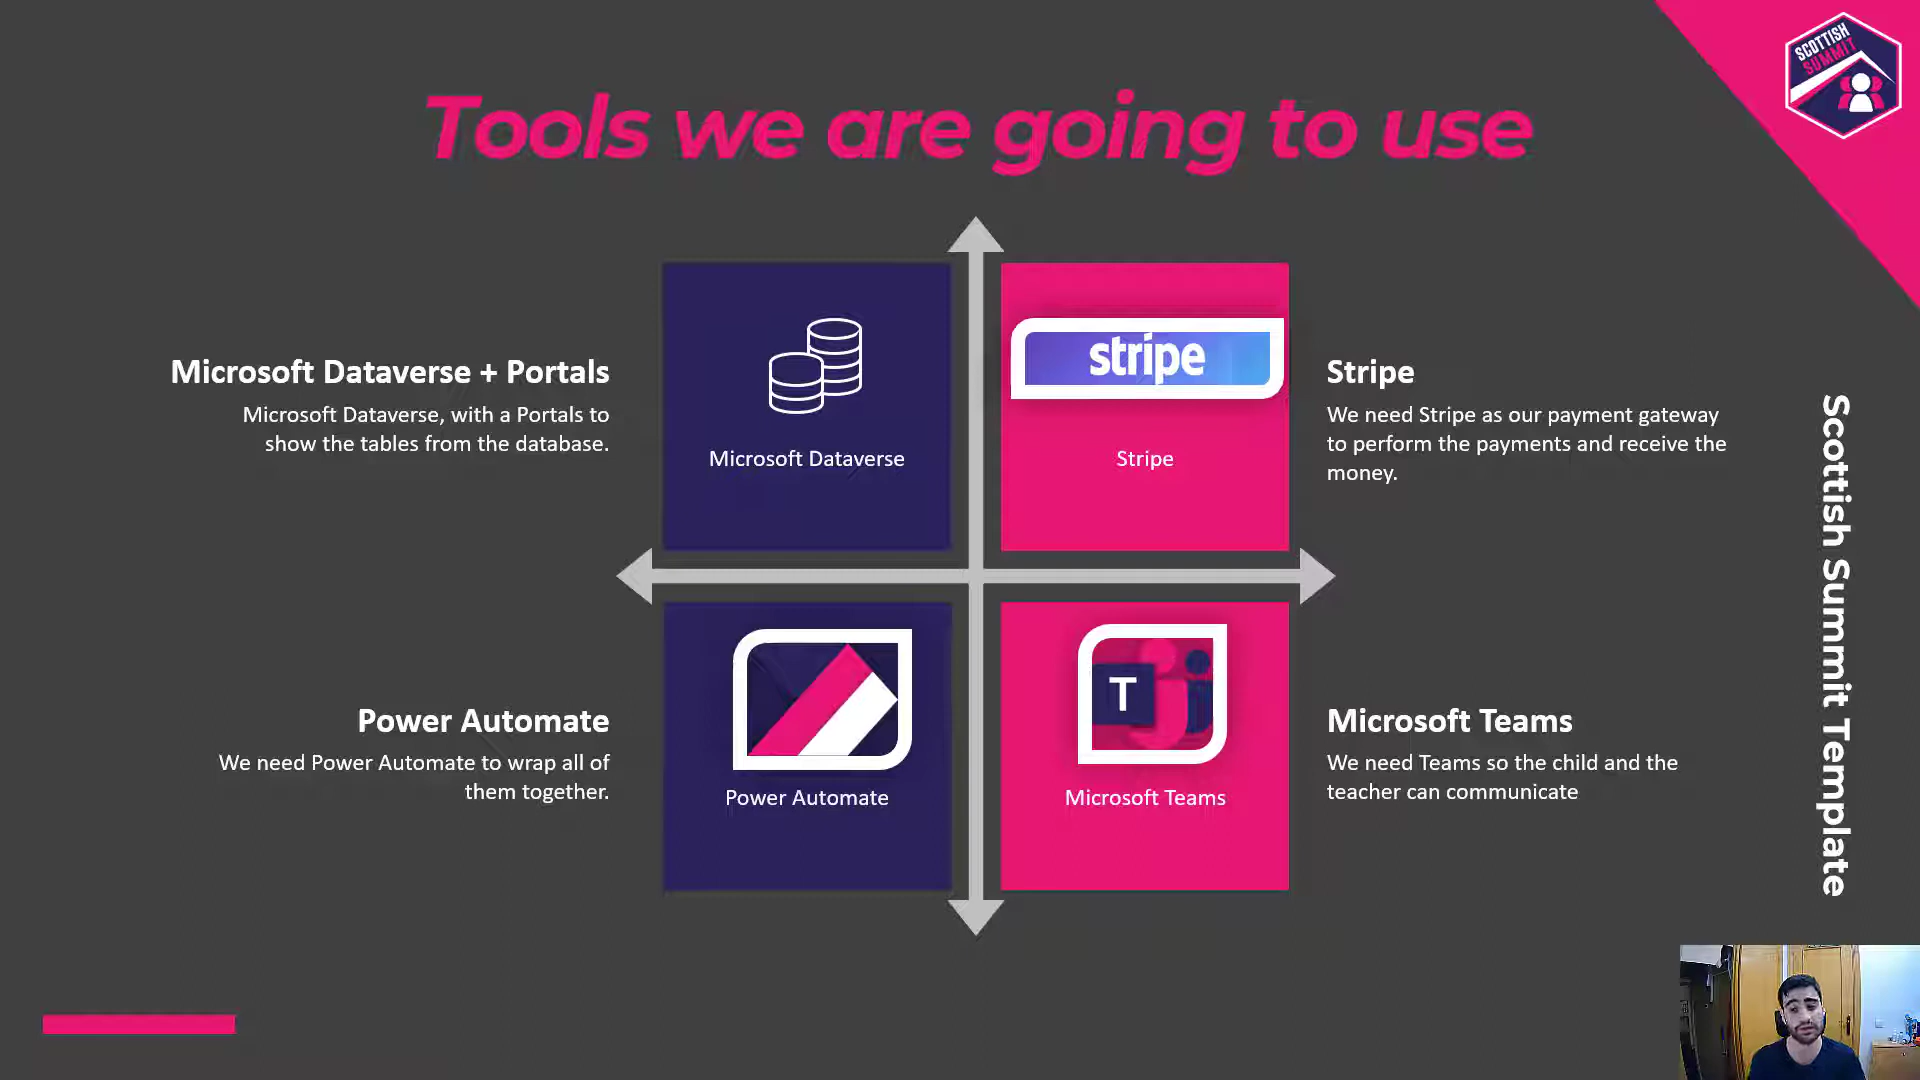 SCOTTISH
SUMMIT
Tools we are going to use
Microsoft Dataverse + Portals
Microsoft Dataverse, with a Portals to
show the tables from the database.
Microsoft Dataverse
stripe
Stripe
Stripe
We need Stripe as our payment gateway
to perform the payments and receive the
money.
Power Automate
We need Power Automate to wrap all of
them together.
Power Automate
T
Microsoft Teams
Microsoft Teams
We need Teams so the child and the
teacher can communicate
Scottish Summit Template